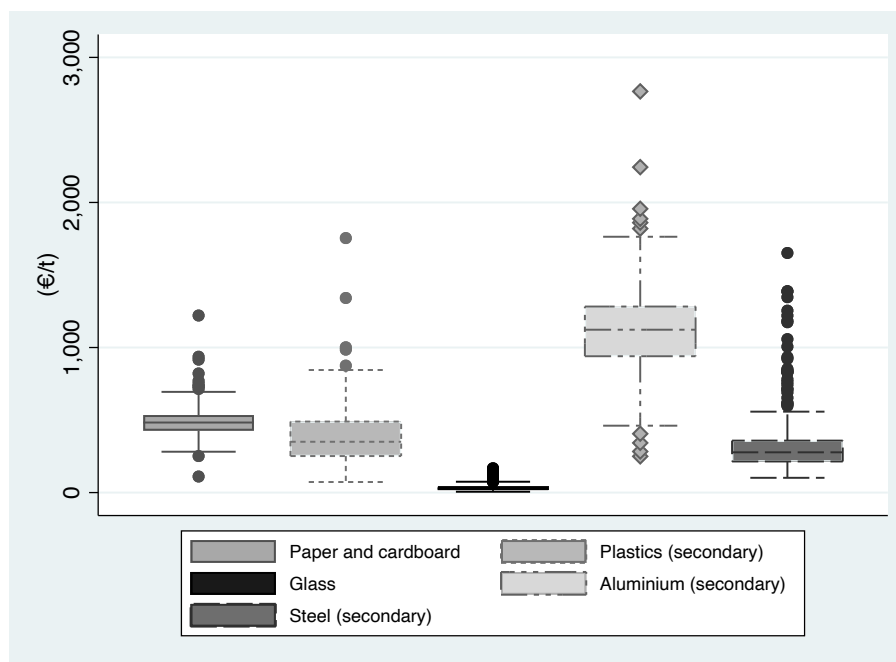 3,000
2,000
1,000
0
(€/t)
Paper and cardboard
Plastics (secondary)
Glass
Aluminium (secondary)
Steel (secondary)